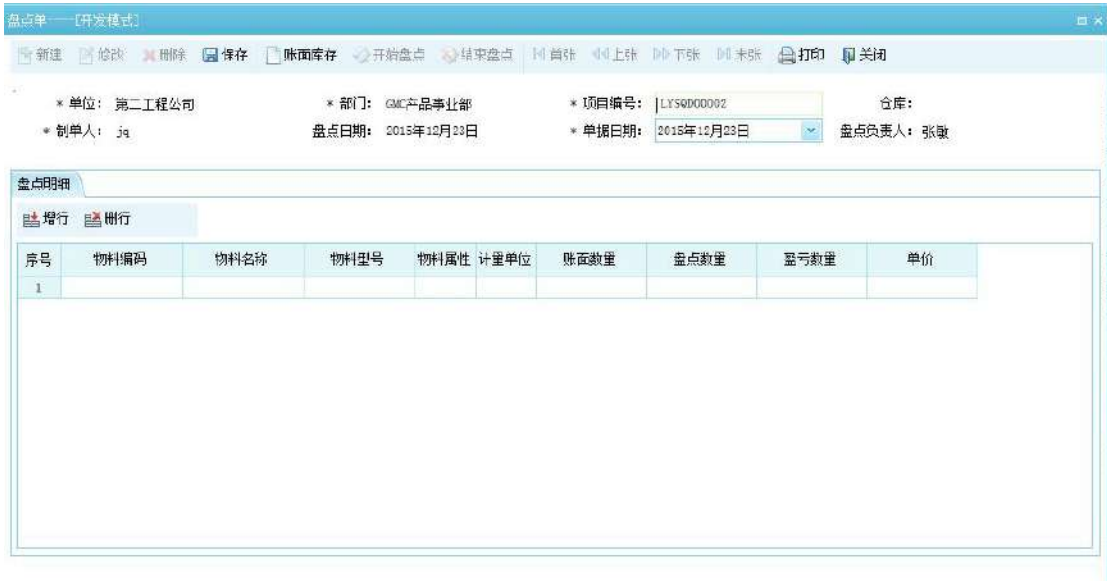 盘点单----[开发模式]
新建 修改 删除 保存 账面库存 开始盘点 结束盘点 首张 上张 下张 末张 打印 关闭
* 单位： 第二工程公司 * 部门： GMC产品事业部 * 项目编号： LYSQD00002 仓库：
* 制单人： jq 盘点日期： 2015年12月23日 * 单据日期： 2015年12月23日 盘点负责人： 张敏
盘点明细
增行 删行
序号 物料编码 物料名称 物料型号 物料属性 计量单位 账面数量 盘点数量 盈亏数量 单价
1